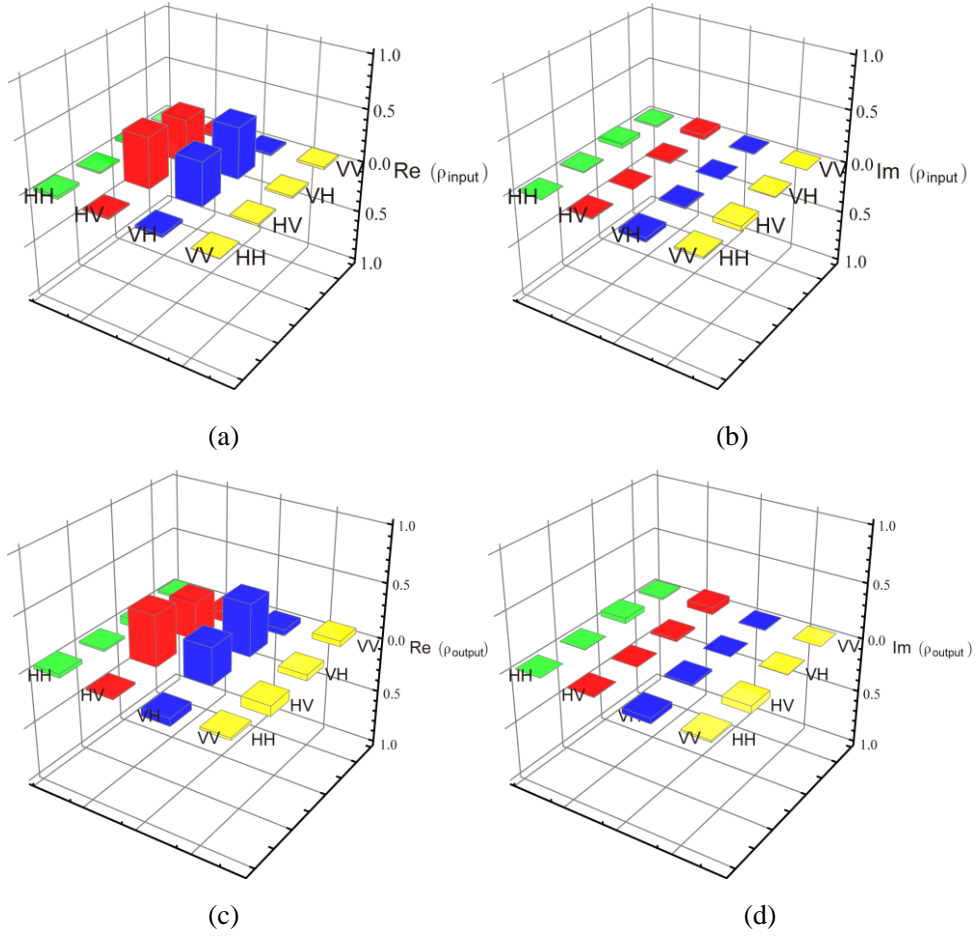 1.0
0.5
0.0
0.5
1.0
Re (ρinput)
HH
HV
VH
VV
HH
HV
VH
VV
(a)
1.0
0.5
0.0
0.5
1.0
Im (ρinput)
HH
HV
VH
VV
HH
HV
VH
VV
(b)
1.0
0.5
0.0
0.5
1.0
Re (ρoutput)
HH
HV
VH
VV
HH
HV
VH
VV
(c)
1.0
0.5
0.0
0.5
1.0
Im (ρoutput)
HH
HV
VV
HH
HV
VH
VV
(d)